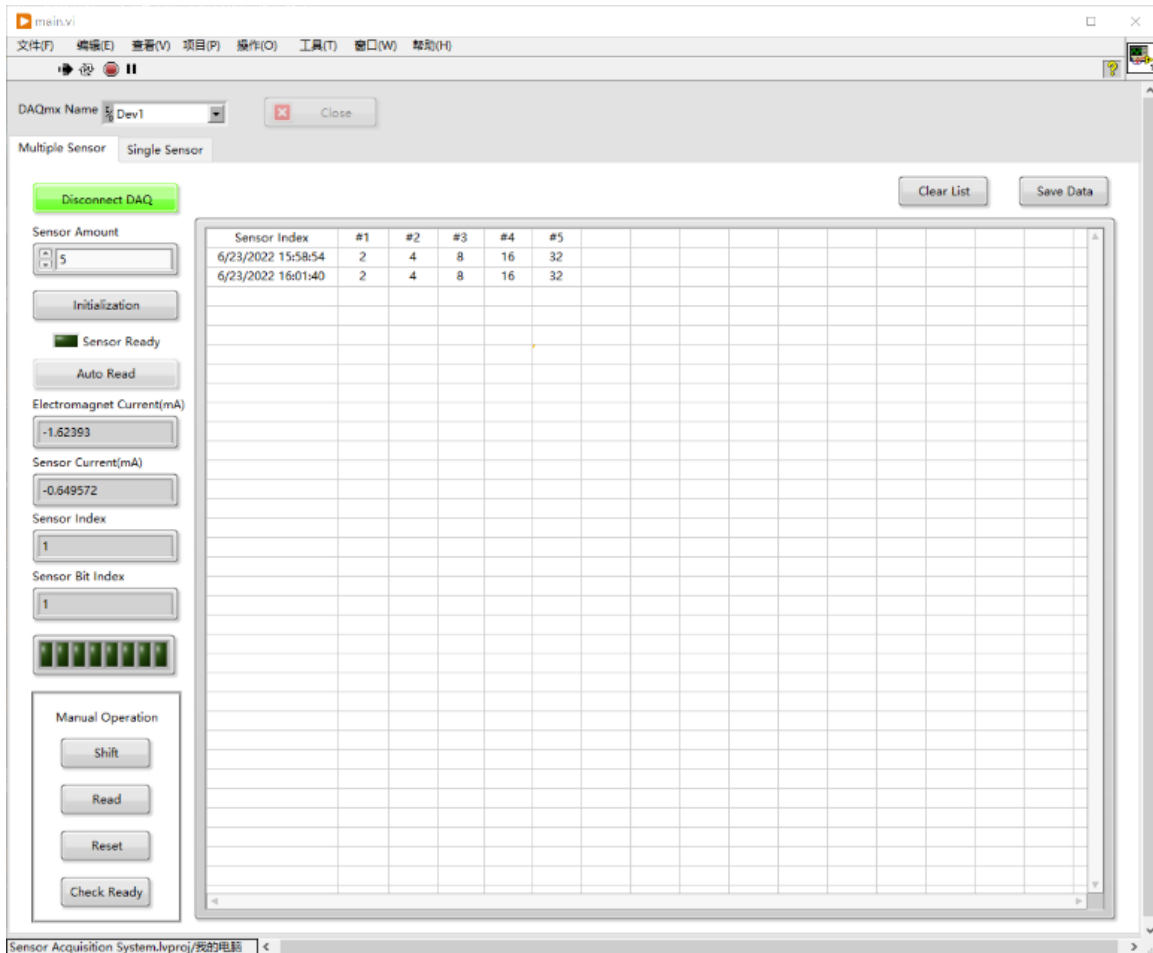 main.vi
文件(F) 编辑(E) 查看(V) 项目(P) 操作(O) 工具(T) 窗口(W) 帮助(H)
DAQmx Name Dev1 Close
Multiple Sensor Single Sensor
Disconnect DAQ Clear List Save Data
Sensor Amount
5
Initialization
Sensor Ready
Auto Read
Electromagnet Current(mA)
-1.62393
Sensor Current(mA)
-0.649572
Sensor Index
1
Sensor Bit Index
1
Manual Operation
Shift
Read
Reset
Check Ready
Sensor Index #1 #2 #3 #4 #5
6/23/2022 15:58:54 2 4 8 16 32
6/23/2022 16:01:40 2 4 8 16 32
Sensor Acquisition System.lvproj/我的电脑